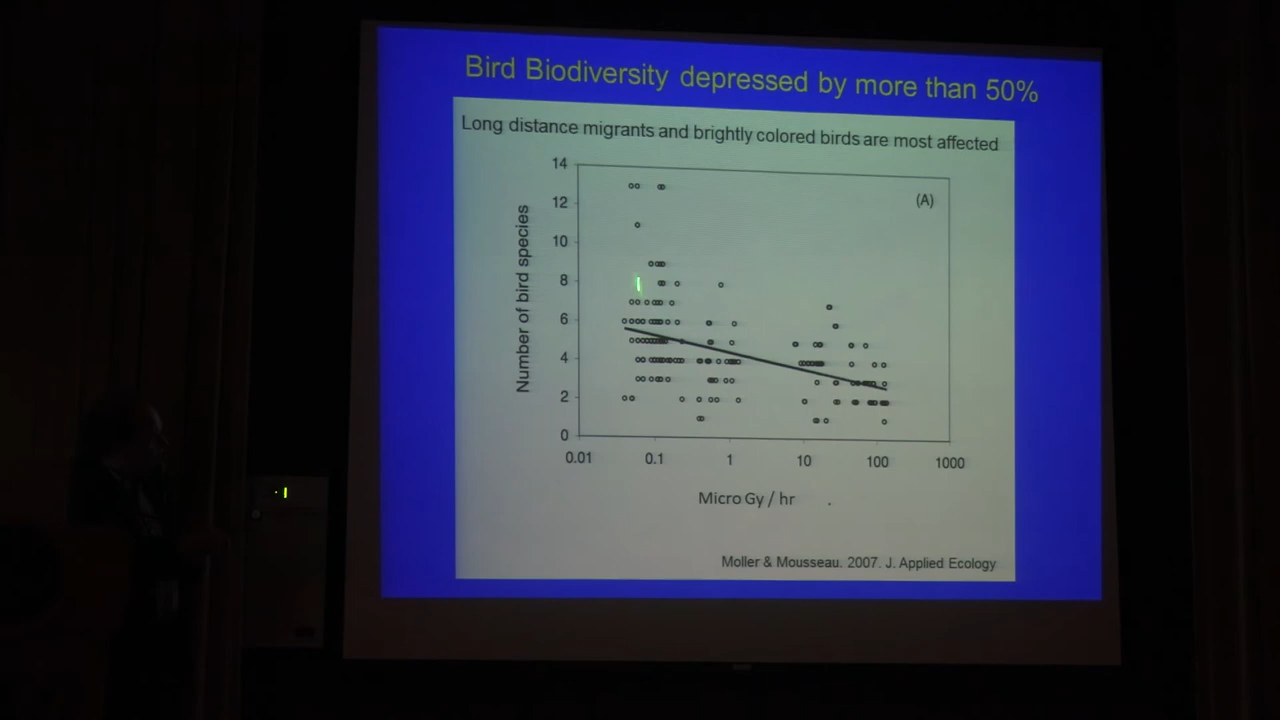 Bird Biodiversity depressed by more than 50%
Long distance migrants and brightly colored birds are most affected
(A)
Number of bird species
14
12
10
8
6
4
2
0
0.01 0.1 1 10 100 1000
Micro Gy / hr .
Moller & Mousseau. 2007. J. Applied Ecology